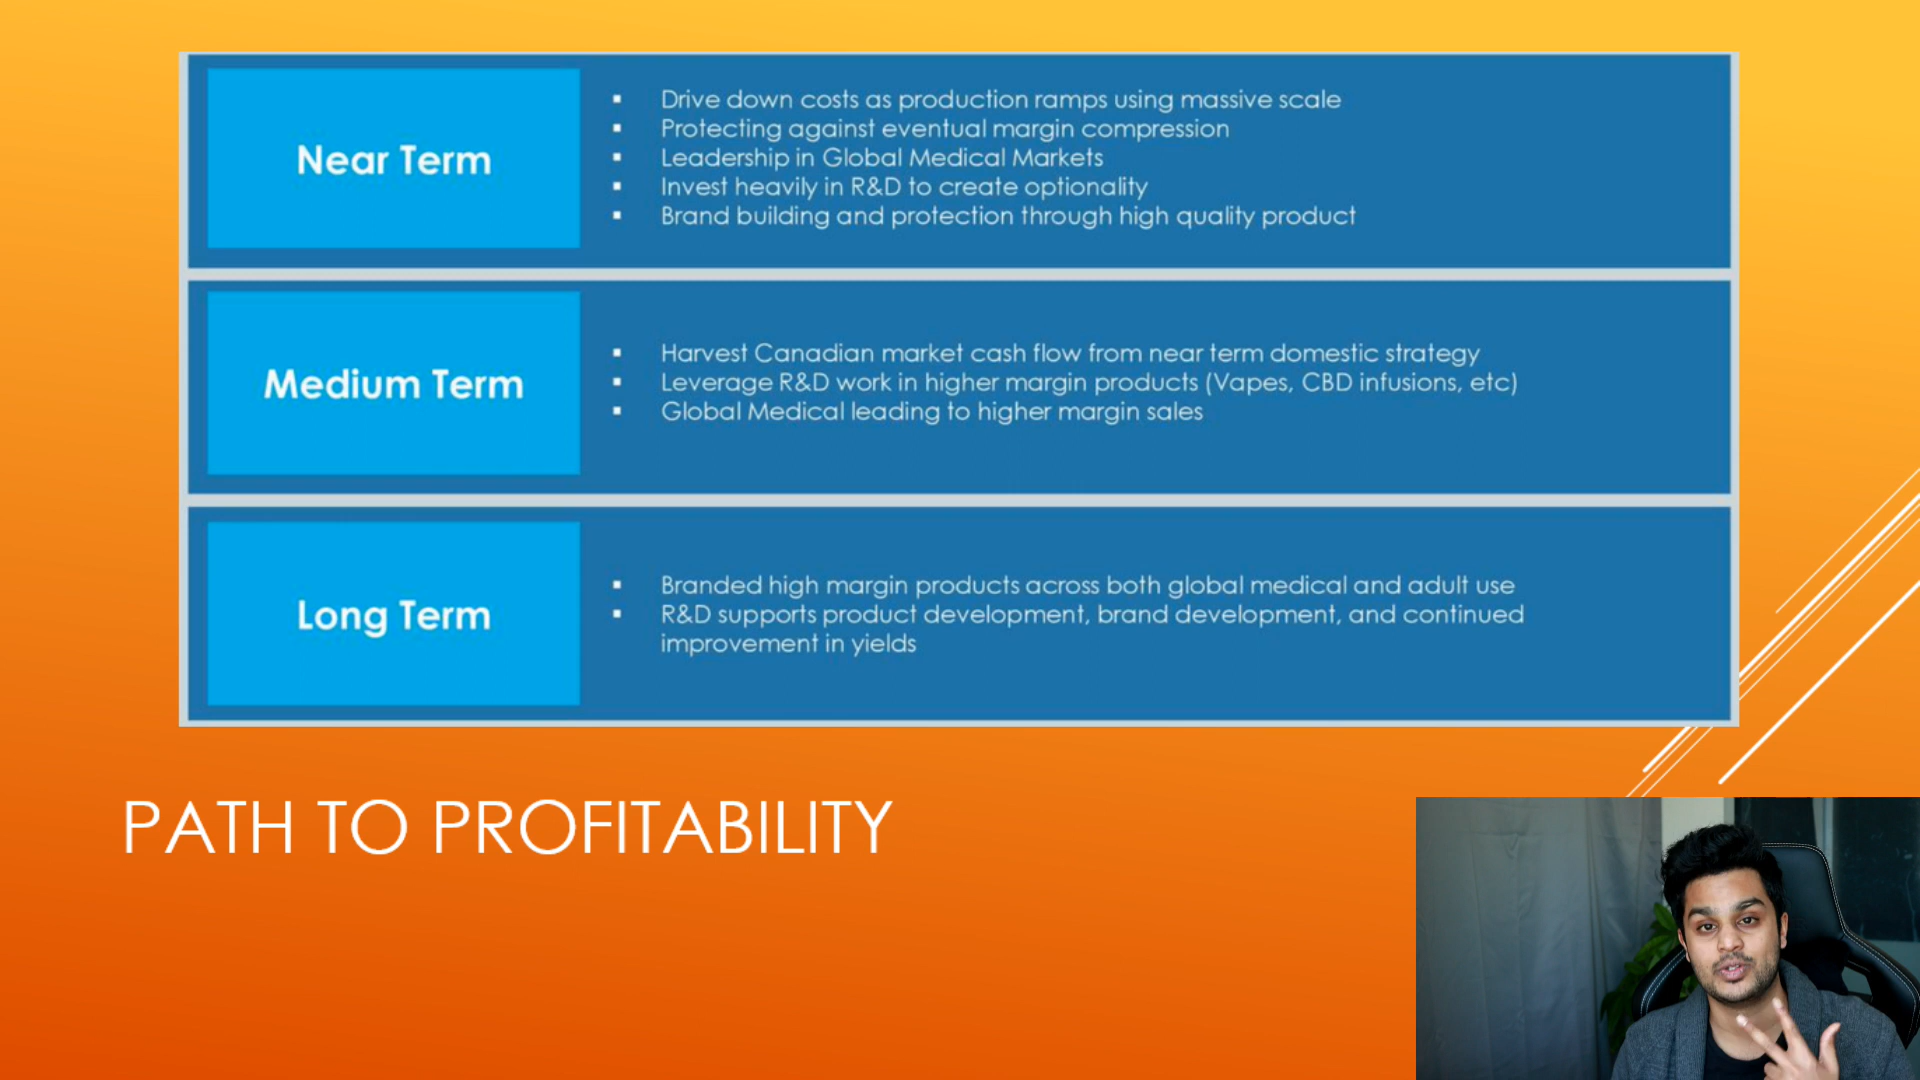 Near Term
Drive down costs as production ramps using massive scale
Protecting against eventual margin compression
Leadership in Global Medical Markets
Invest heavily in R&D to create optionality
Brand building and protection through high quality product
Medium Term
Harvest Canadian market cash flow from near term domestic strategy
Leverage R&D work in higher margin products (Vapes, CBD infusions, etc)
Global Medical leading to higher margin sales
Long Term
Branded high margin products across both global medical and adult use
R&D supports product development, brand development, and continued
improvement in yields
PATH TO PROFITABILITY